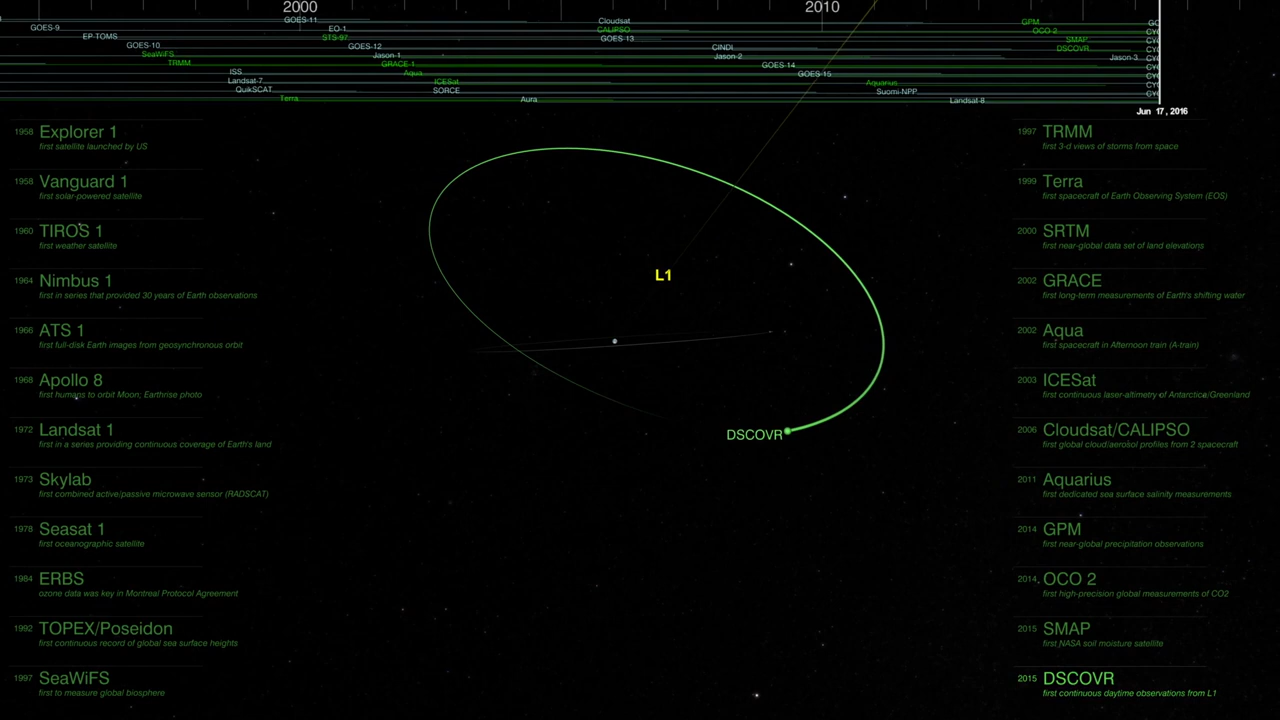 2000
2010
GOES-11
Cloudsat
GPM
GOES-9
EO-1
CALIPSO
OCO-2
EP-TOMS
STS-97
GOES-13
SMAP
GOES-10
GOES-12
CINDI
DSCOVR
SeaWiFS
Jason-1
Jason-2
Jason-3
TRMM
GRACE-1
GOES-14
ISS
Aqua
GOES-15
Landsat-7
ICESat
Aquarius
QuikSCAT
SORCE
Suomi-NPP
Terra
Aura
Landsat-8
Jun 17, 2016
1958 Explorer 1
first satellite launched by US
1958 Vanguard 1
first solar-powered satellite
1960 TIROS 1
first weather satellite
1964 Nimbus 1
first in series that provided 30 years of Earth observations
1966 ATS 1
first full-disk Earth images from geosynchronous orbit
1968 Apollo 8
first humans to orbit Moon; Earthrise photo
1972 Landsat 1
first in a series providing continuous coverage of Earth's land
1973 Skylab
first combined active/passive microwave sensor (RADSCAT)
1978 Seasat 1
first oceanographic satellite
1984 ERBS
ozone data was key in Montreal Protocol Agreement
1992 TOPEX/Poseidon
first continuous record of global sea surface heights
1997 SeaWiFS
first to measure global biosphere
L1
DSCOVR
1997 TRMM
first 3-d views of storms from space
1999 Terra
first spacecraft of Earth Observing System (EOS)
2000 SRTM
first near-global data set of land elevations
2002 GRACE
first long-term measurements of Earth's shifting water
2002 Aqua
first spacecraft in Afternoon train (A-train)
2003 ICESat
first continuous laser-altimetry of Antarctica/Greenland
2006 Cloudsat/CALIPSO
first global cloud/aerosol profiles from 2 spacecraft
2011 Aquarius
first dedicated sea surface salinity measurements
2014 GPM
first near-global precipitation observations
2014 OCO 2
first high-precision global measurements of CO2
2015 SMAP
first NASA soil moisture satellite
2015 DSCOVR
first continuous daytime observations from L1